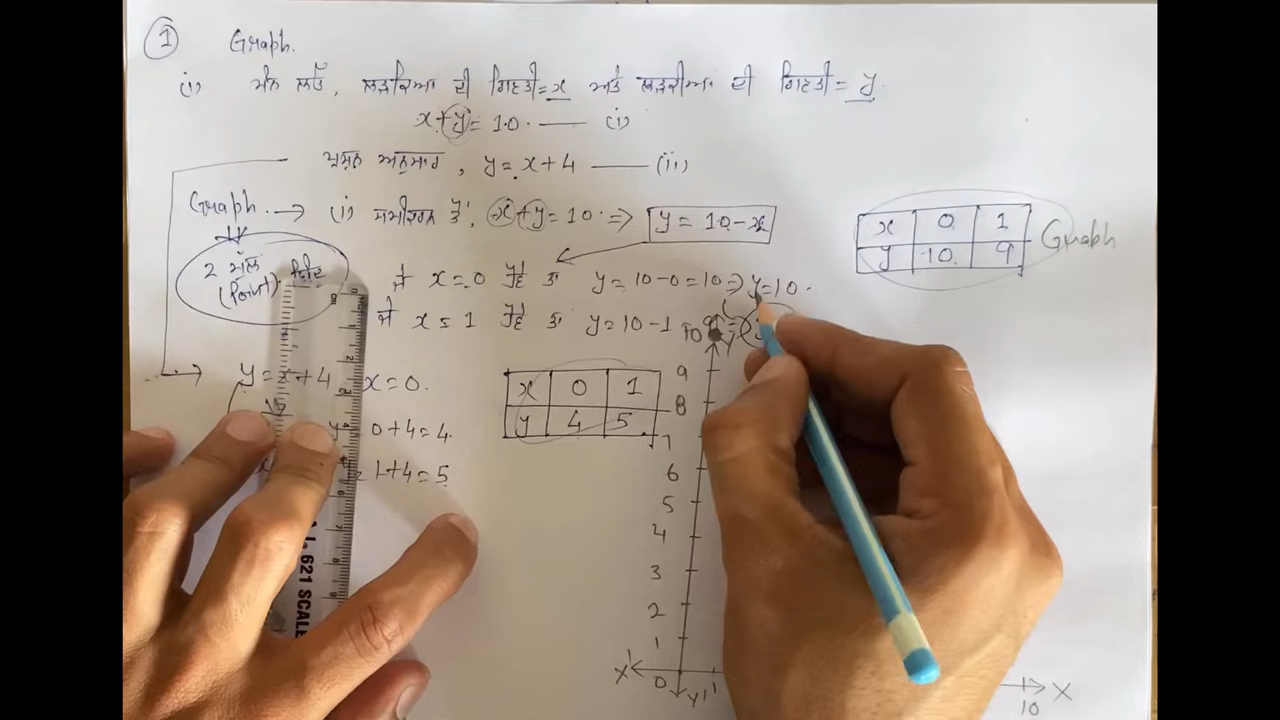 ① Graph.
(i) ਮੰਨ ਲਓ, ਲੜਕਿਆ ਦੀ ਗਿਣਤੀ = x ਅਤੇ ਲੜਕੀਆਂ ਦੀ ਗਿਣਤੀ = y.
x + y = 10 — (i)
ਪ੍ਰਸ਼ਨ ਅਨੁਸਾਰ, y = x + 4 — (ii)
Graph. → (i) ਸਮੀਕਰਨ ਤੋਂ, x + y = 10 ⇒ y = 10 - x
x 0 1
y 10 9
Graph
2 ਮੁੱਲ
(Point)
ਜੇ x = 0 ਹੋਵੇ ਤਾਂ y = 10 - 0 = 10 ⇒ y = 10.
ਜੇ x = 1 ਹੋਵੇ ਤਾਂ y = 10 - 1
y = x + 4 x = 0.
0 + 4 = 4.
1 + 4 = 5
x 0 1
y 4 5
10 Y
9
8
7
6
5
4
3
2
1
X' 0 Y' 1
10 X
621 SCALE